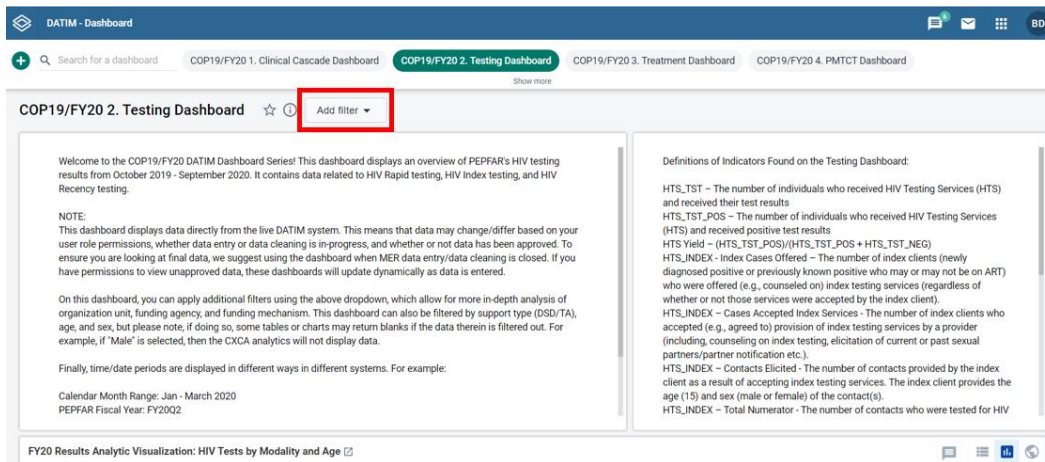 DATIM - Dashboard
6
BD
Search for a dashboard
COP19/FY20 1. Clinical Cascade Dashboard
COP19/FY20 2. Testing Dashboard
COP19/FY20 3. Treatment Dashboard
COP19/FY20 4. PMTCT Dashboard
Show more
COP19/FY20 2. Testing Dashboard
Add filter
Welcome to the COP19/FY20 DATIM Dashboard Series! This dashboard displays an overview of PEPFAR's HIV testing
results from October 2019 - September 2020. It contains data related to HIV Rapid testing, HIV Index testing, and HIV
Recency testing.
NOTE:
This dashboard displays data directly from the live DATIM system. This means that data may change/differ based on your
user role permissions, whether data entry or data cleaning is in-progress, and whether or not data has been approved. To
ensure you are looking at final data, we suggest using the dashboard when MER data entry/data cleaning is closed. If you
have permissions to view unapproved data, these dashboards will update dynamically as data is entered.
On this dashboard, you can apply additional filters using the above dropdown, which allow for more in-depth analysis of
organization unit, funding agency, and funding mechanism. This dashboard can also be filtered by support type (DSD/TA),
age, and sex, but please note, if doing so, some tables or charts may return blanks if the data therein is filtered out. For
example, if "Male" is selected, then the CXCA analytics will not display data.
Finally, time/date periods are displayed in different ways in different systems. For example:
Calendar Month Range: Jan - March 2020
PEPFAR Fiscal Year: FY20Q2
Definitions of Indicators Found on the Testing Dashboard:
HTS_TST – The number of individuals who received HIV Testing Services (HTS)
and received their test results
HTS_TST_POS – The number of individuals who received HIV Testing Services
(HTS) and received positive test results
HTS Yield – (HTS_TST_POS)/(HTS_TST_POS + HTS_TST_NEG)
HTS_INDEX - Index Cases Offered – The number of index clients (newly
diagnosed positive or previously known positive who may or may not be on ART)
who were offered (e.g., counseled on) index testing services (regardless of
whether or not those services were accepted by the index client).
HTS_INDEX – Cases Accepted Index Services - The number of index clients who
accepted (e.g., agreed to) provision of index testing services by a provider
(including, counseling on index testing, elicitation of current or past sexual
partners/partner notification etc.).
HTS_INDEX – Contacts Elicited - The number of contacts provided by the index
client as a result of accepting index testing services. The index client provides the
age (15) and sex (male or female) of the contact(s).
HTS_INDEX – Total Numerator - The number of contacts who were tested for HIV
FY20 Results Analytic Visualization: HIV Tests by Modality and Age